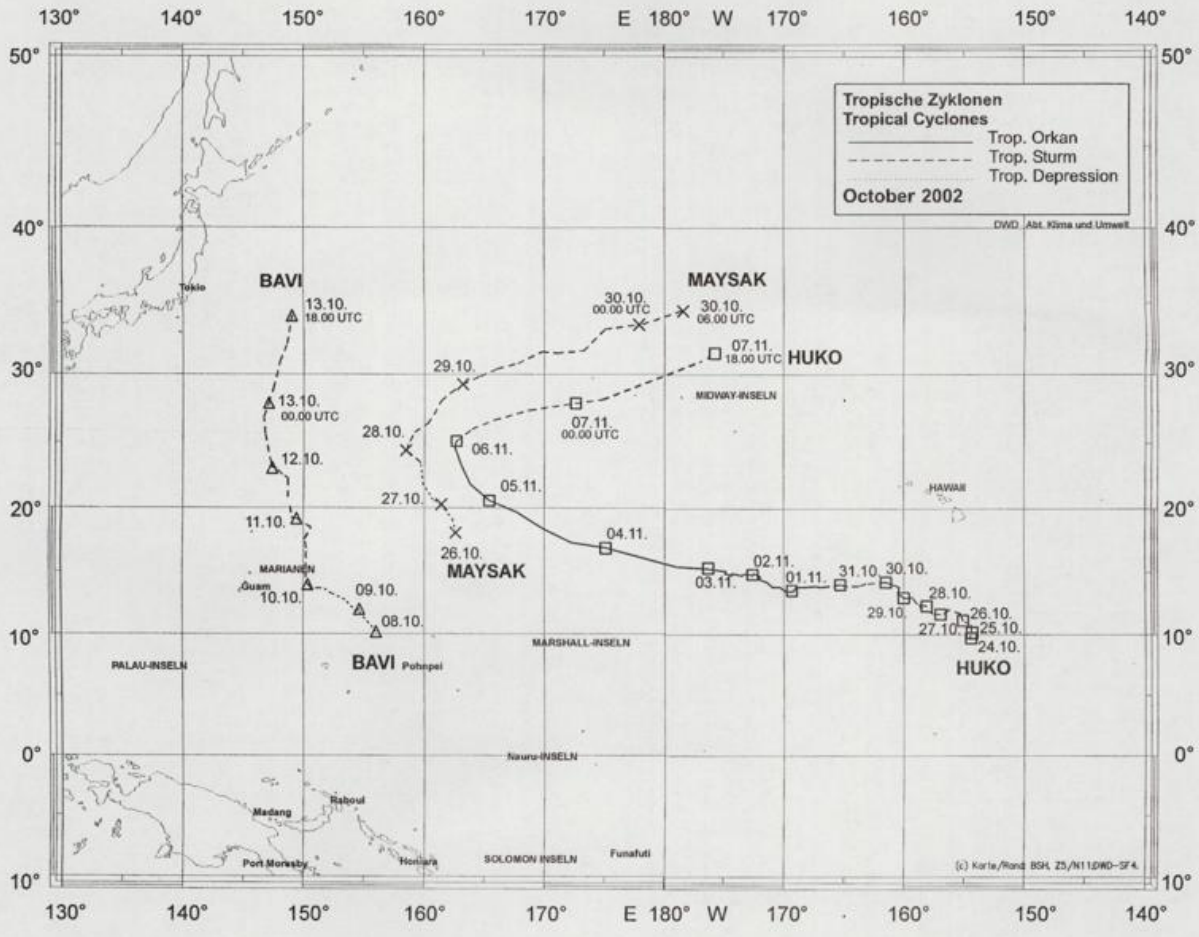 130° 140° 150° 160° 170° E 180° W 170° 160° 150° 140°
50° 50°
Tropische Zyklonen
Tropical Cyclones
Trop. Orkan
Trop. Sturm
Trop. Depression
October 2002
DWD Abt. Klima und Umwelt
40° 40°
BAVI
MAYSAK
Tokio
13.10.
18.00 UTC
30.10.
00.00 UTC
30.10.
06.00 UTC
07.11.
18.00 UTC
HUKO
30° 30°
29.10.
MIDWAY-INSELN
13.10.
00.00 UTC
07.11.
00.00 UTC
28.10.
06.11.
12.10.
HAWAII
27.10.
05.11.
20° 20°
11.10.
26.10.
MAYSAK
04.11.
03.11.
02.11.
01.11.
31.10.
30.10.
MARIANEN
Guam
10.10.
09.10.
08.10.
29.10.
28.10.
27.10.
26.10.
25.10.
24.10.
10° 10°
MARSHALL-INSELN
PALAU-INSELN
BAVI
Pohnpei
HUKO
0° 0°
Nauru-INSELN
Raboul
Madang
Port Moresby
Honiara
SOLOMON INSELN
Funafuti
(c) Karte/Rand: BSH, Z5/N11;DWD-SF4.
10° 10°
130° 140° 150° 160° 170° E 180° W 170° 160° 150° 140°